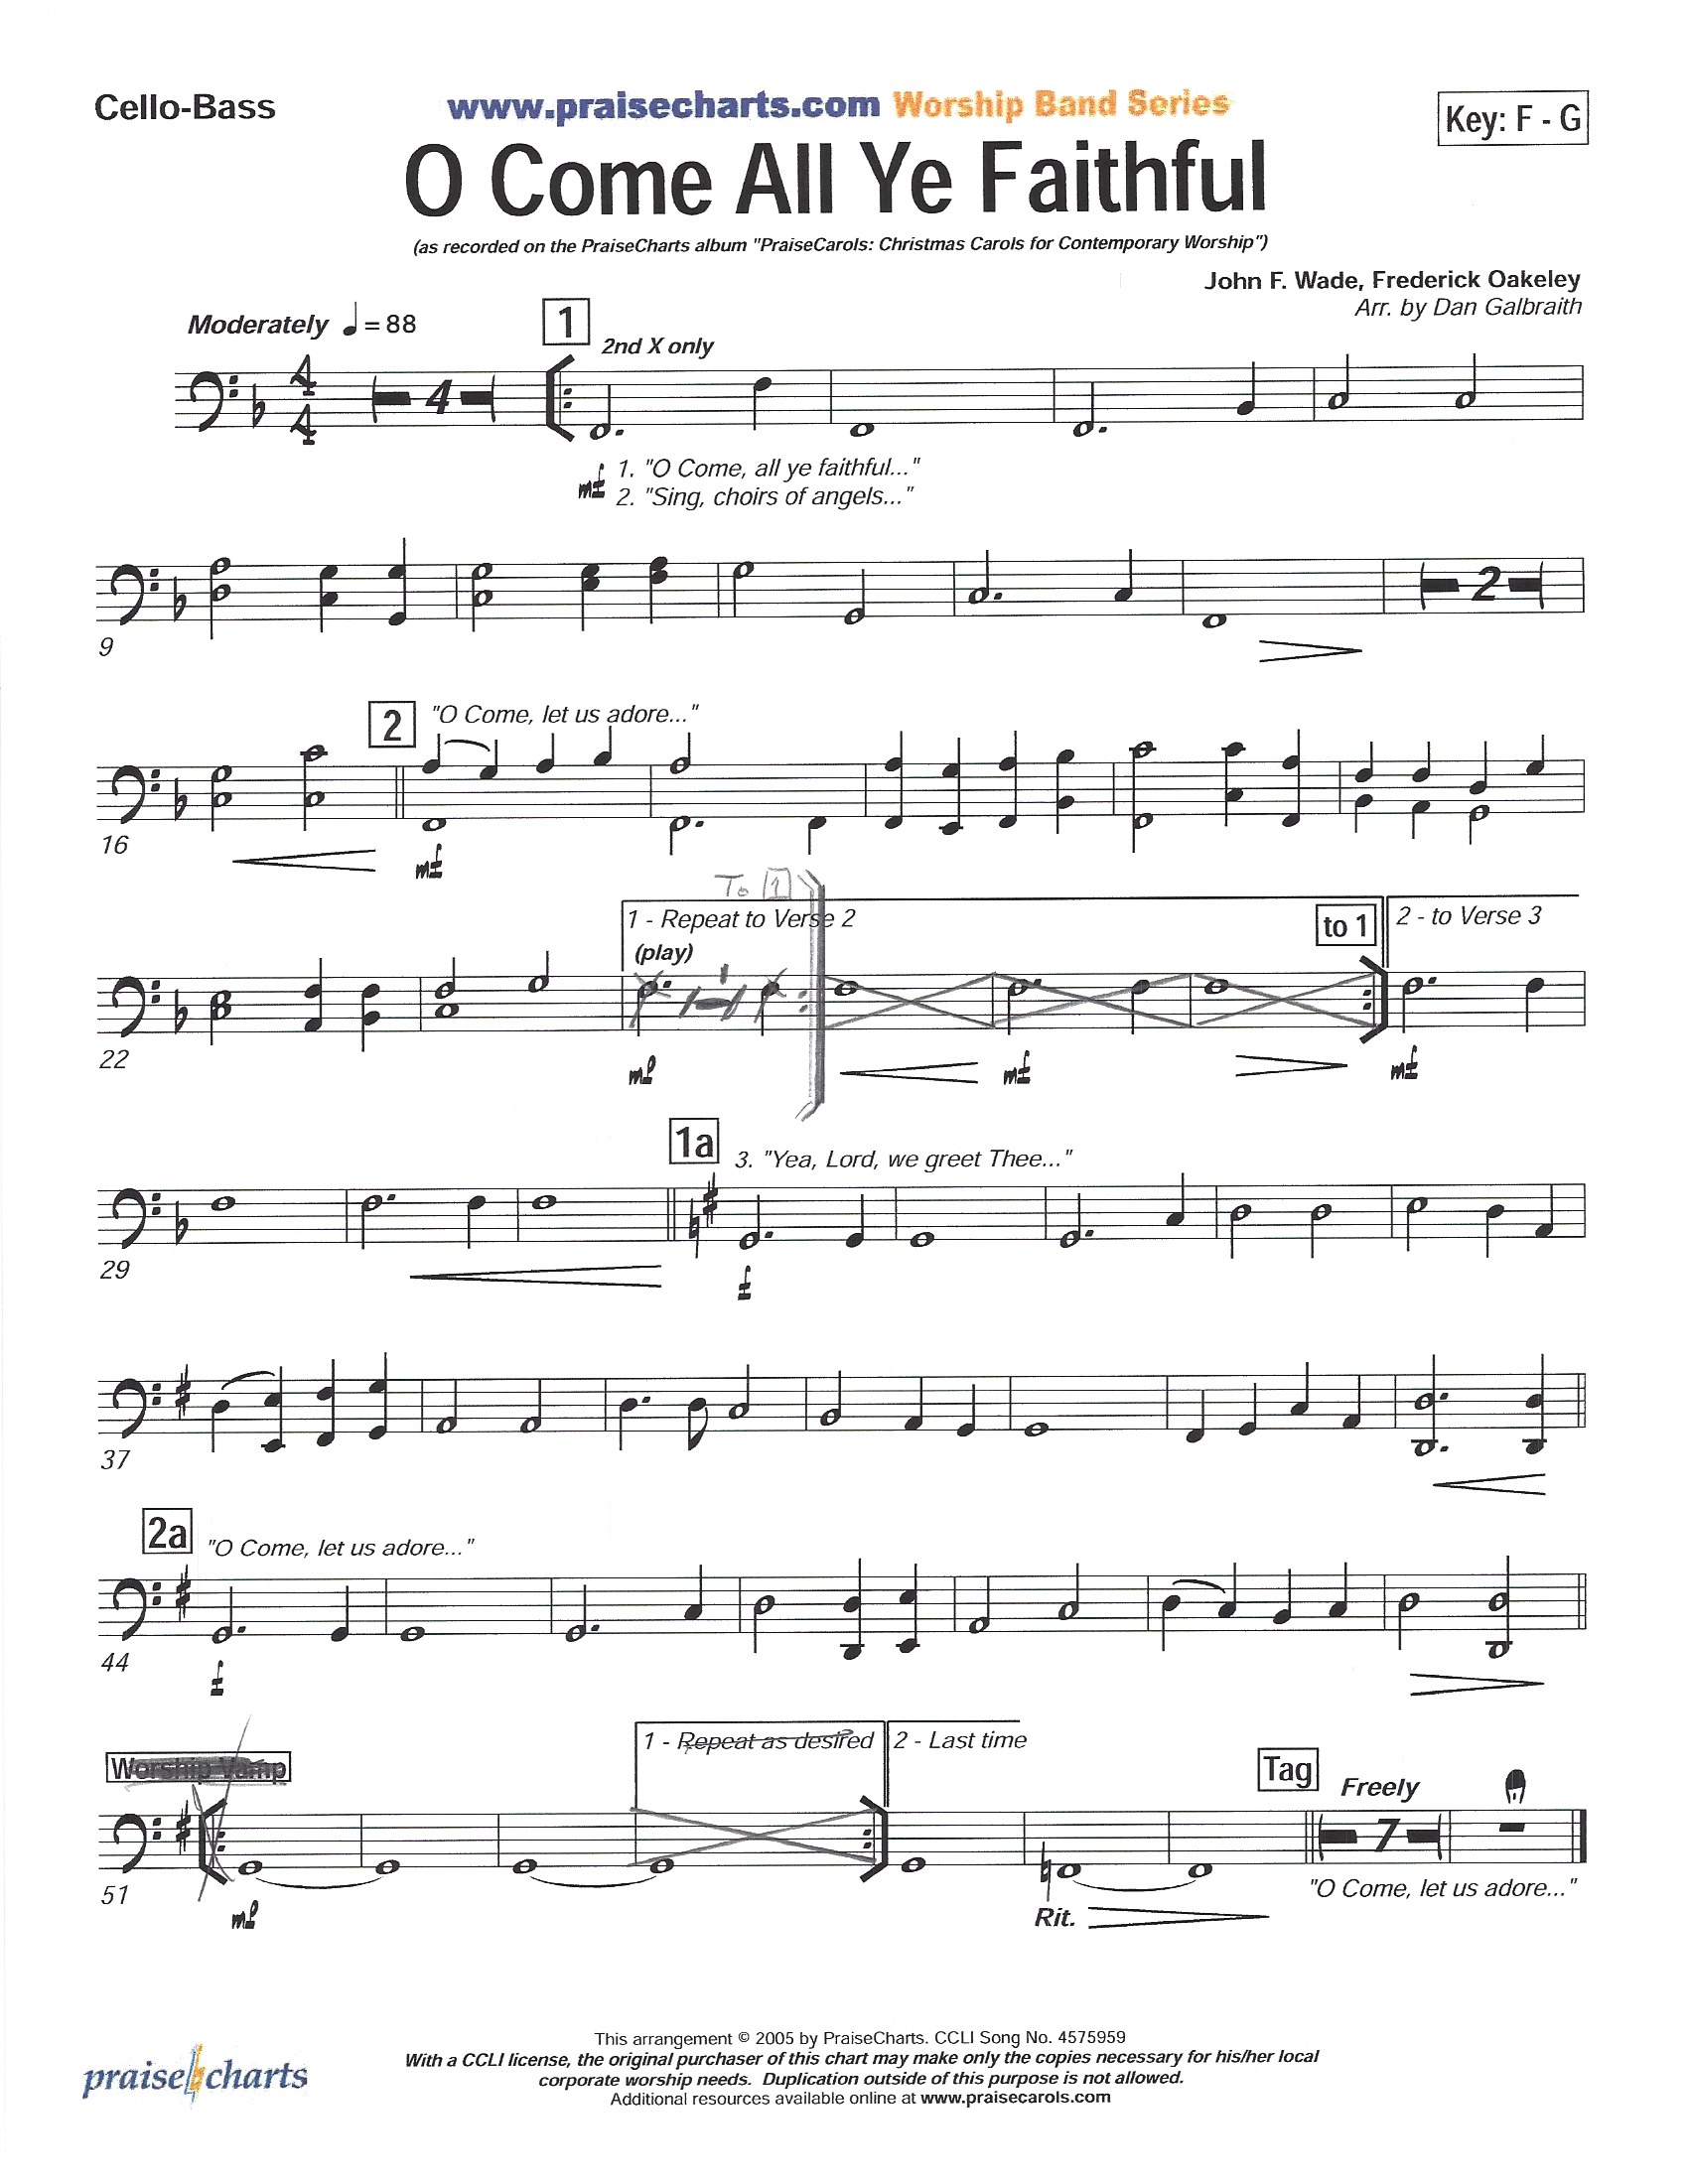 Cello-Bass
www.praisecharts.com Worship Band Series
Key: F - G
O Come All Ye Faithful
(as recorded on the PraiseCharts album "PraiseCarols: Christmas Carols for Contemporary Worship")
John F. Wade, Frederick Oakeley
Arr. by Dan Galbraith
Moderately ♩ = 88
1
2nd X only
4
4
4
mf
1. "O Come, all ye faithful..."
2. "Sing, choirs of angels..."
2
9
2
"O Come, let us adore..."
16
mf
To 1
1 - Repeat to Verse 2
to 1
2 - to Verse 3
(play)
1
22
mp
mf
mf
1a
3. "Yea, Lord, we greet Thee..."
29
f
37
2a
"O Come, let us adore..."
44
f
Worship Vamp
1 - Repeat as desired
2 - Last time
Tag
Freely
7
51
mp
Rit.
"O Come, let us adore..."
This arrangement © 2005 by PraiseCharts. CCLI Song No. 4575959
With a CCLI license, the original purchaser of this chart may make only the copies necessary for his/her local
corporate worship needs. Duplication outside of this purpose is not allowed.
Additional resources available online at www.praisecarols.com
praisecharts